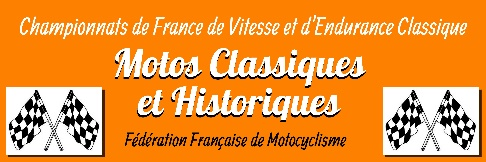 Championnats de France de Vitesse et d'Endurance Classique
Motos Classiques
et Historiques
Fédération Française de Motocyclisme